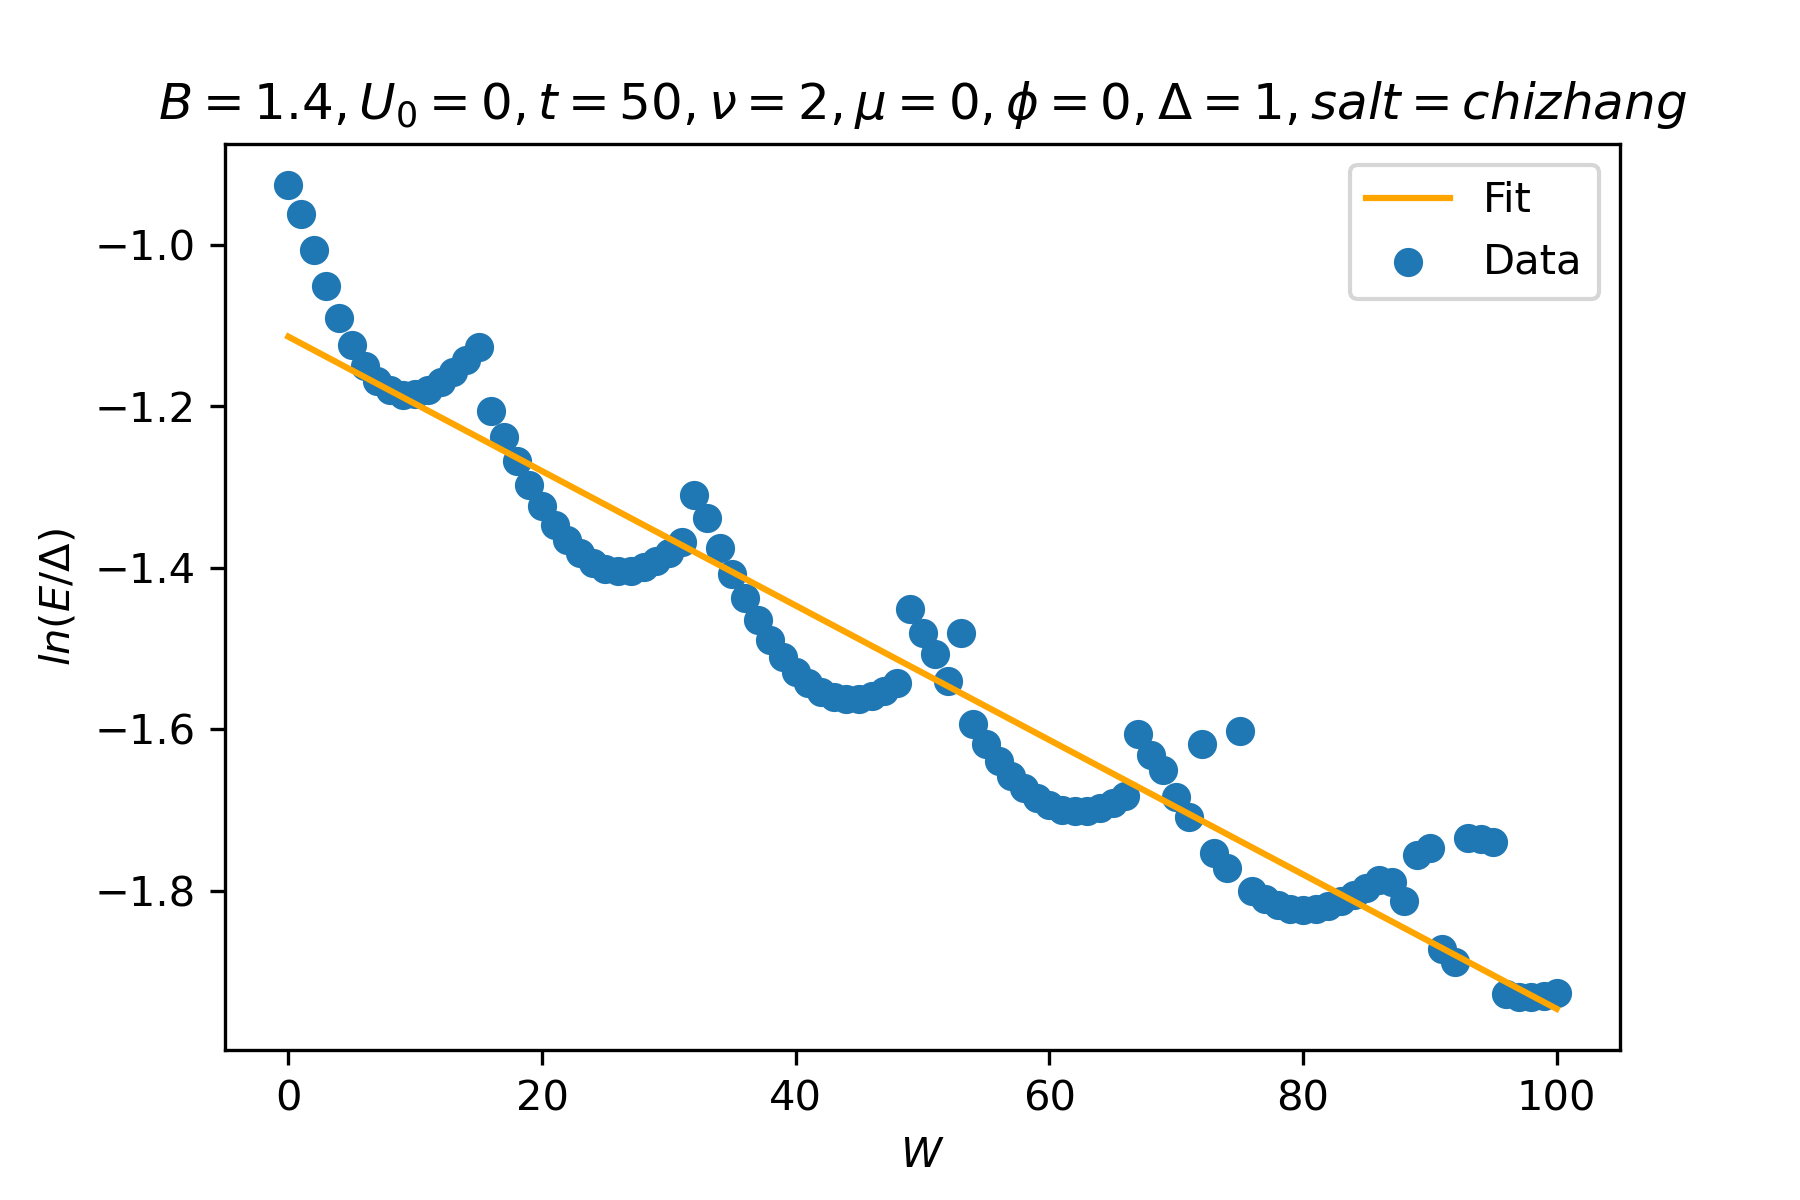 B = 1.4, U₀ = 0, t = 50, ν = 2, μ = 0, ϕ = 0, Δ = 1, salt = chizhang
Fit
Data
ln(E/Δ)
−1.0
−1.2
−1.4
−1.6
−1.8
0 20 40 60 80 100
W